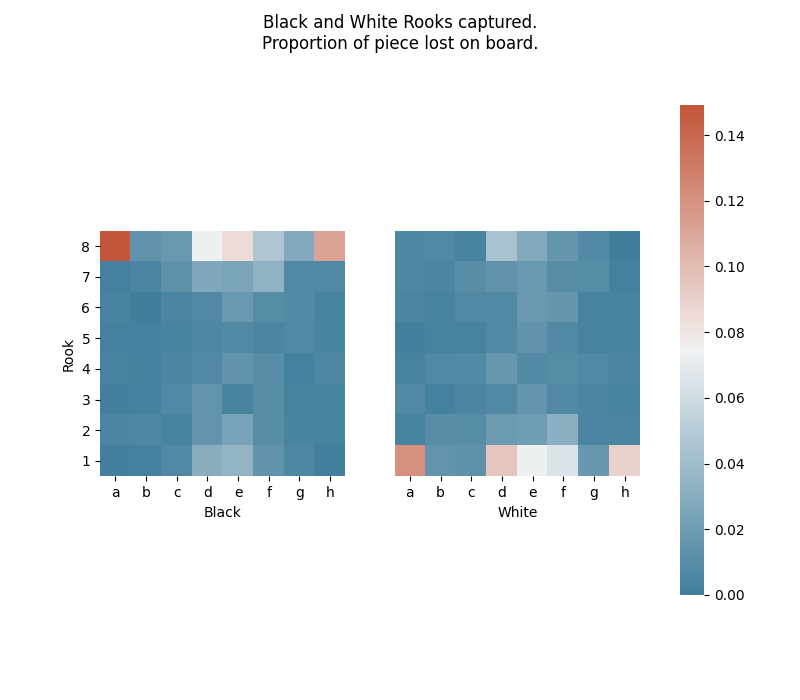 Black and White Rooks captured.
Proportion of piece lost on board.
Rook
8
7
6
5
4
3
2
1
a b c d e f g h
Black
a b c d e f g h
White
0.14
0.12
0.10
0.08
0.06
0.04
0.02
0.00